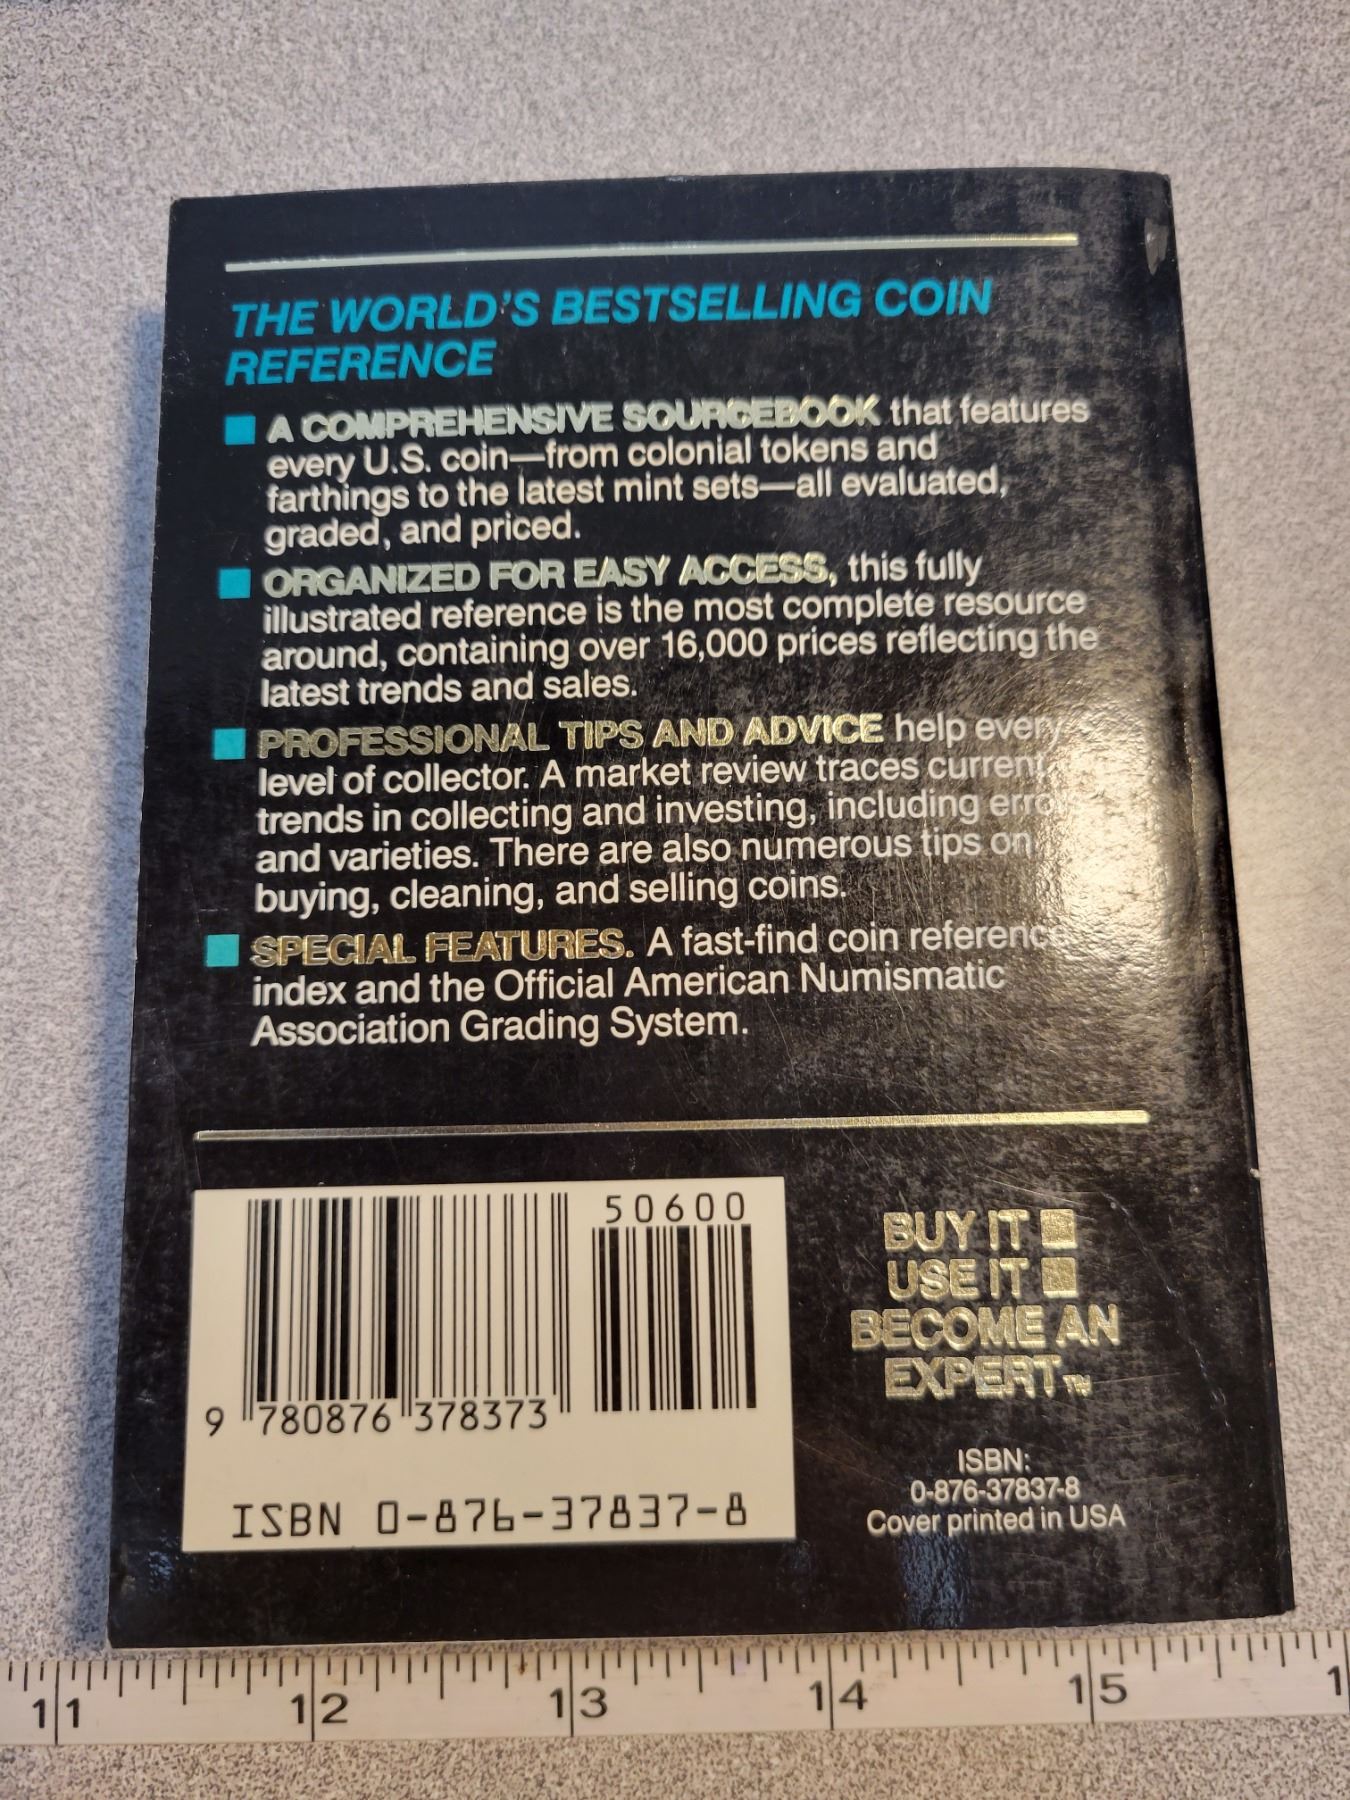 THE WORLD'S BESTSELLING COIN
REFERENCE
A COMPREHENSIVE SOURCEBOOK that features
every U.S. coin—from colonial tokens and
farthings to the latest mint sets—all evaluated,
graded, and priced.
ORGANIZED FOR EASY ACCESS, this fully
illustrated reference is the most complete resource
around, containing over 16,000 prices reflecting the
latest trends and sales.
PROFESSIONAL TIPS AND ADVICE help every
level of collector. A market review traces current
trends in collecting and investing, including errors
and varieties. There are also numerous tips on
buying, cleaning, and selling coins.
SPECIAL FEATURES. A fast-find coin reference
index and the Official American Numismatic
Association Grading System.
50600
9 780876 378373
ISBN 0-876-37837-8
BUY IT ■
USE IT ■
BECOME AN
EXPERT™
ISBN:
0-876-37837-8
Cover printed in USA
11 12 13 14 15 1